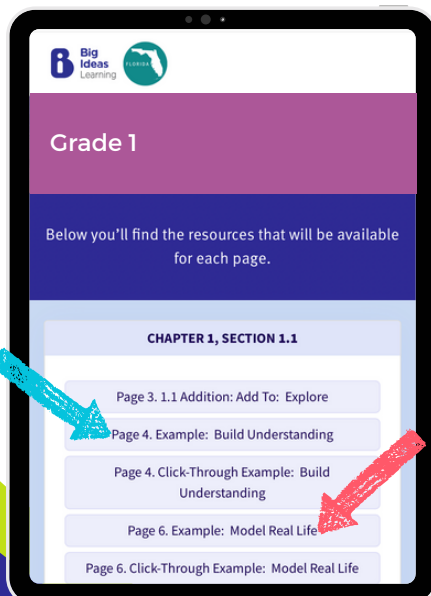 Big
Ideas
Learning
FLORIDA
Grade 1
Below you'll find the resources that will be available
for each page.
CHAPTER 1, SECTION 1.1
Page 3. 1.1 Addition: Add To: Explore
Page 4. Example: Build Understanding
Page 4. Click-Through Example: Build
Understanding
Page 6. Example: Model Real Life
Page 6. Click-Through Example: Model Real Life